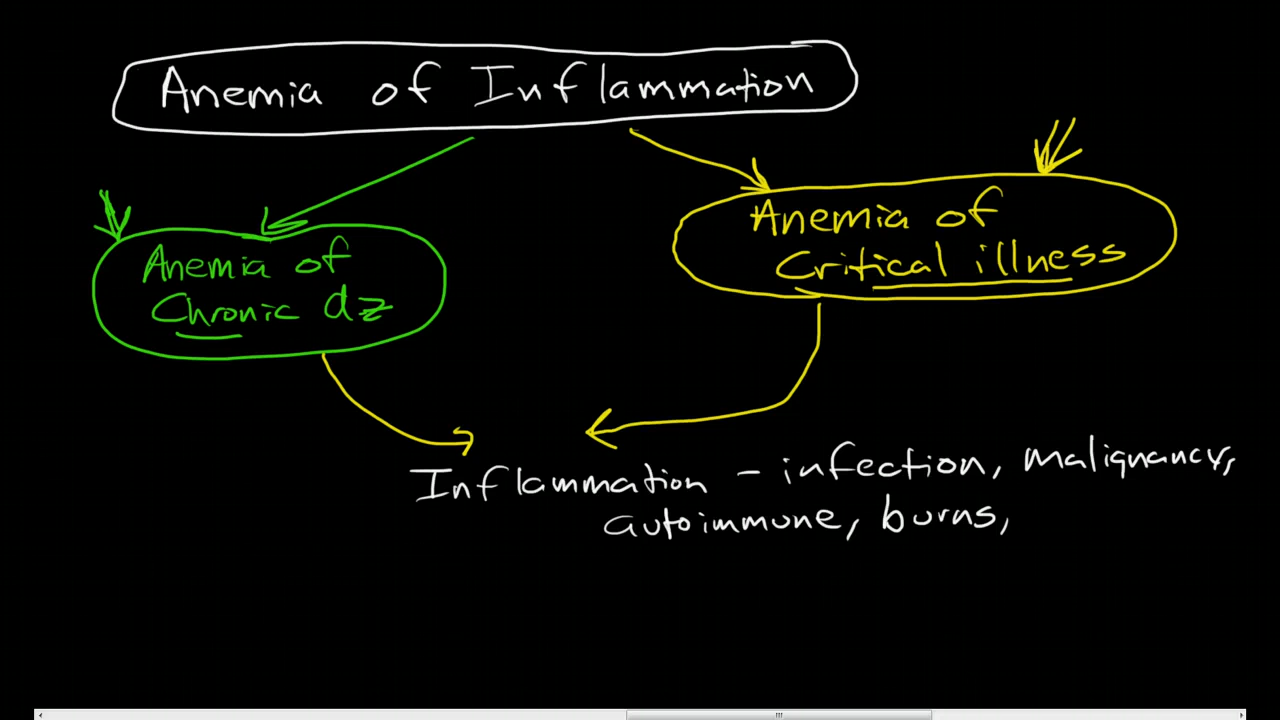 Anemia of Inflammation
Anemia of
Chronic dz
Anemia of
Critical illness
Inflammation - infection, malignancy,
autoimmune, burns,